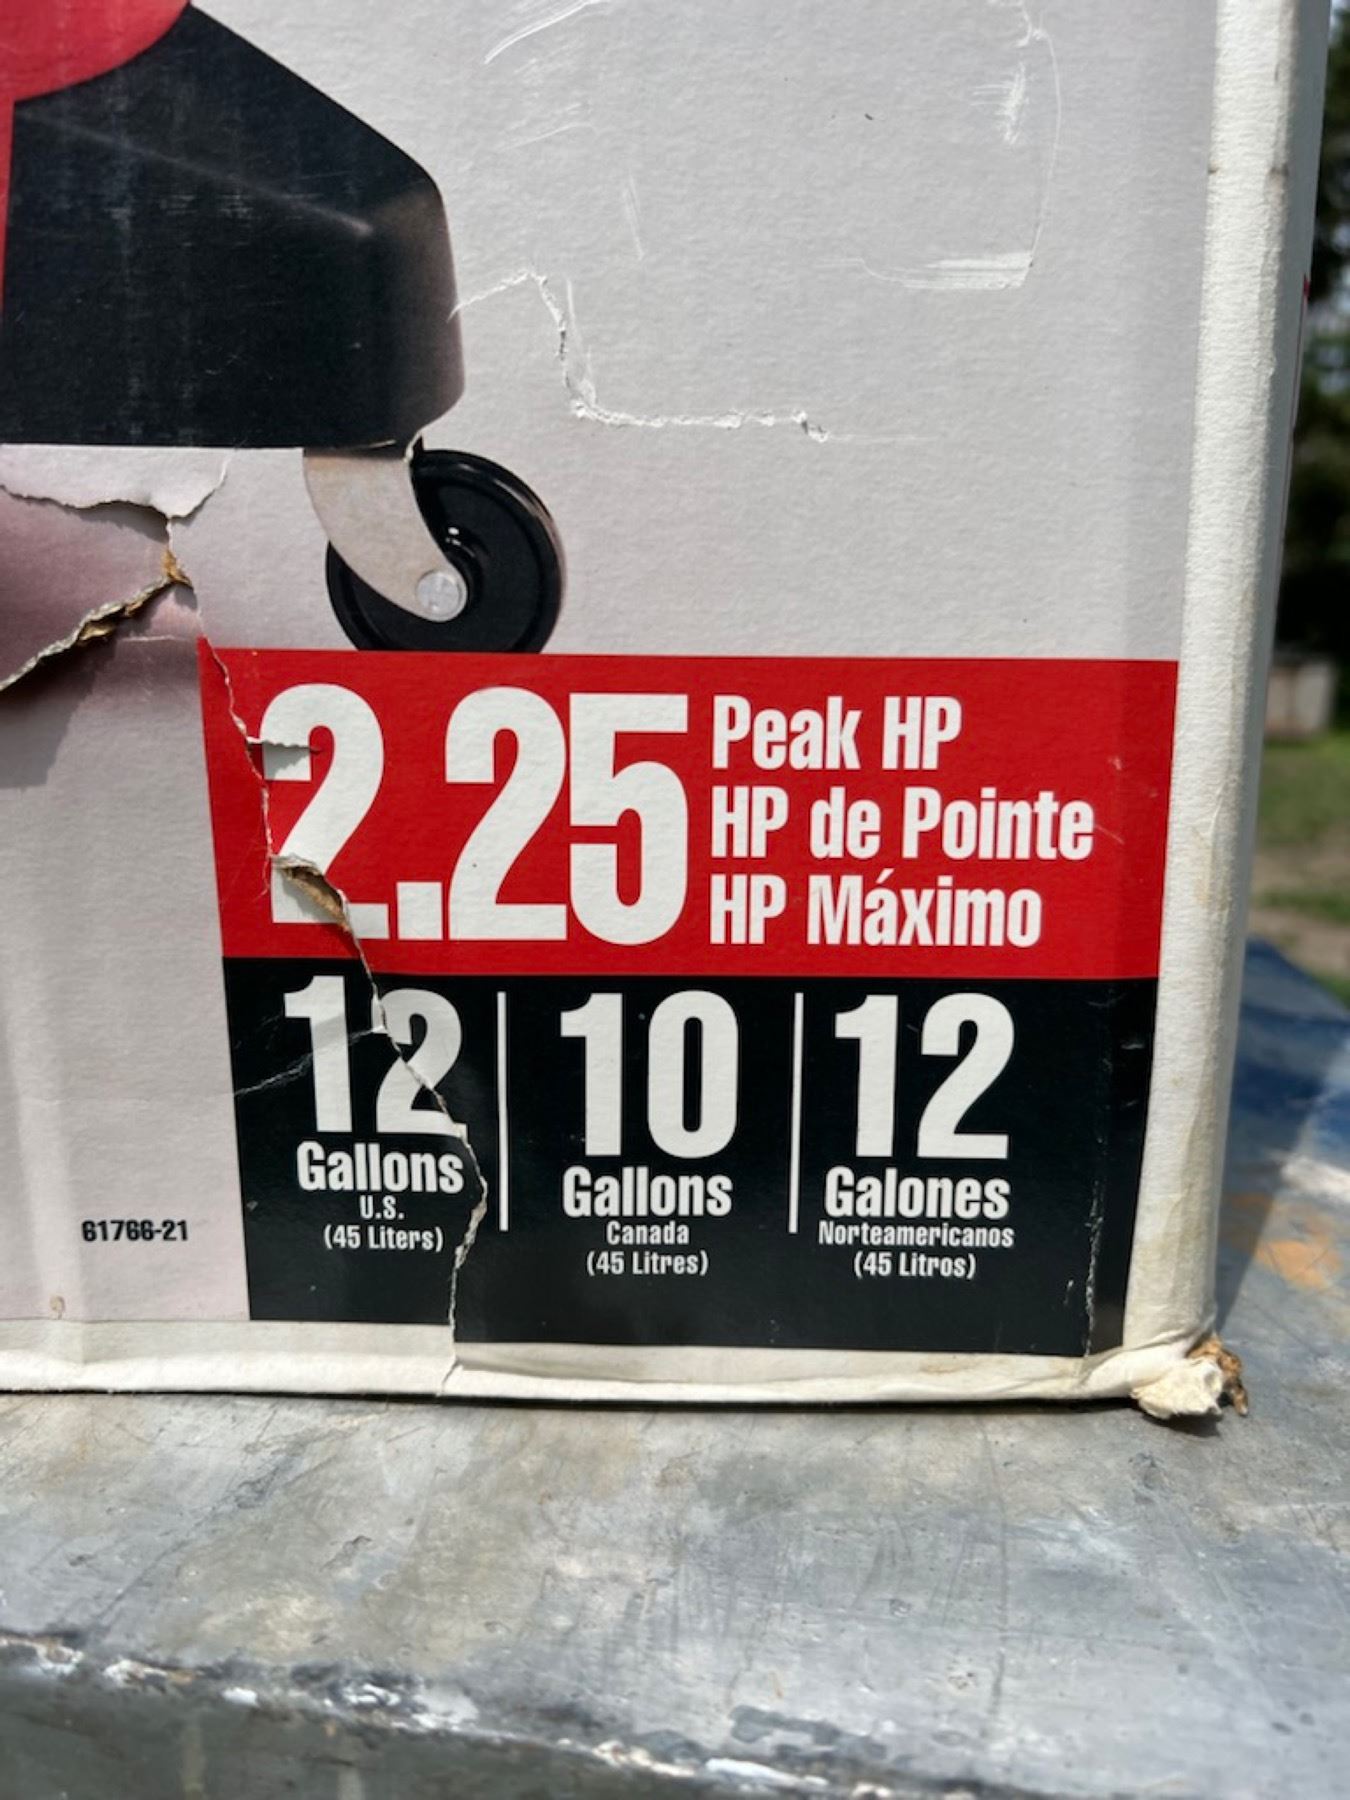 2.25
Peak HP
HP de Pointe
HP Máximo
12
Gallons
U.S.
(45 Liters)
10
Gallons
Canada
(45 Litres)
12
Galones
Norteamericanos
(45 Litros)
61766-21